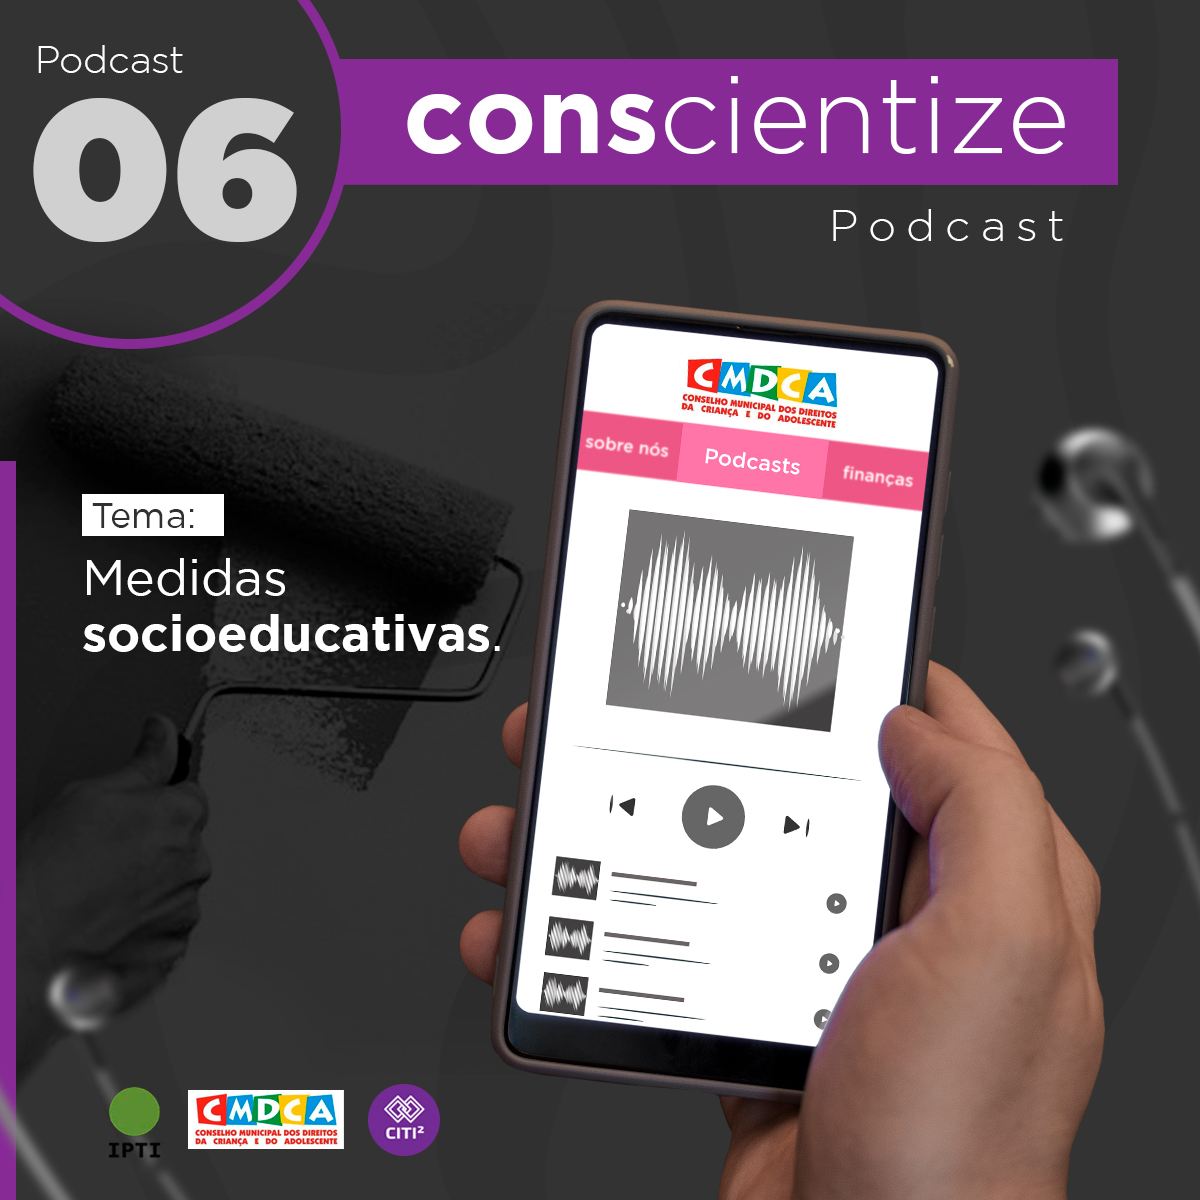 Podcast
06
conscientize
Podcast
CMDCA
CONSELHO MUNICIPAL DOS DIREITOS
DA CRIANÇA E DO ADOLESCENTE
sobre nós
Podcasts
finanças
Tema:
Medidas
socioeducativas.
IPTI
CMDCA
CONSELHO MUNICIPAL DOS DIREITOS
DA CRIANÇA E DO ADOLESCENTE
CITI²